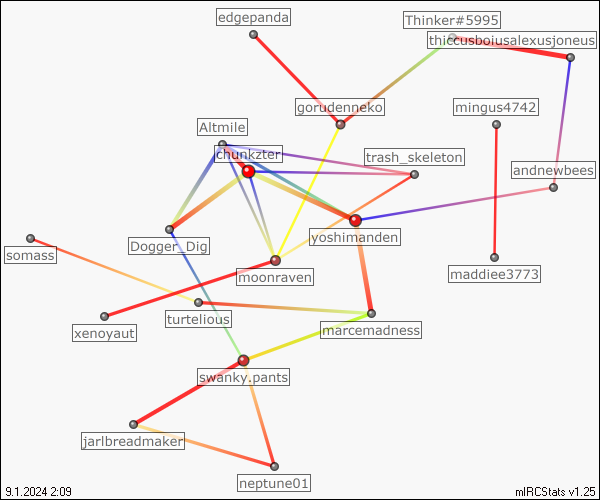 edgepanda
Thinker#5995
thiccusboiusalexusjoneus
gorudenneko
mingus4742
Altmile
chunkzter
trash_skeleton
andnewbees
Dogger_Dig
yoshimanden
somass
moonraven
maddiee3773
xenoyaut
turtelious
marcemadness
swanky.pants
jarlbreadmaker
neptune01
9.1.2024 2:09
mIRCStats v1.25